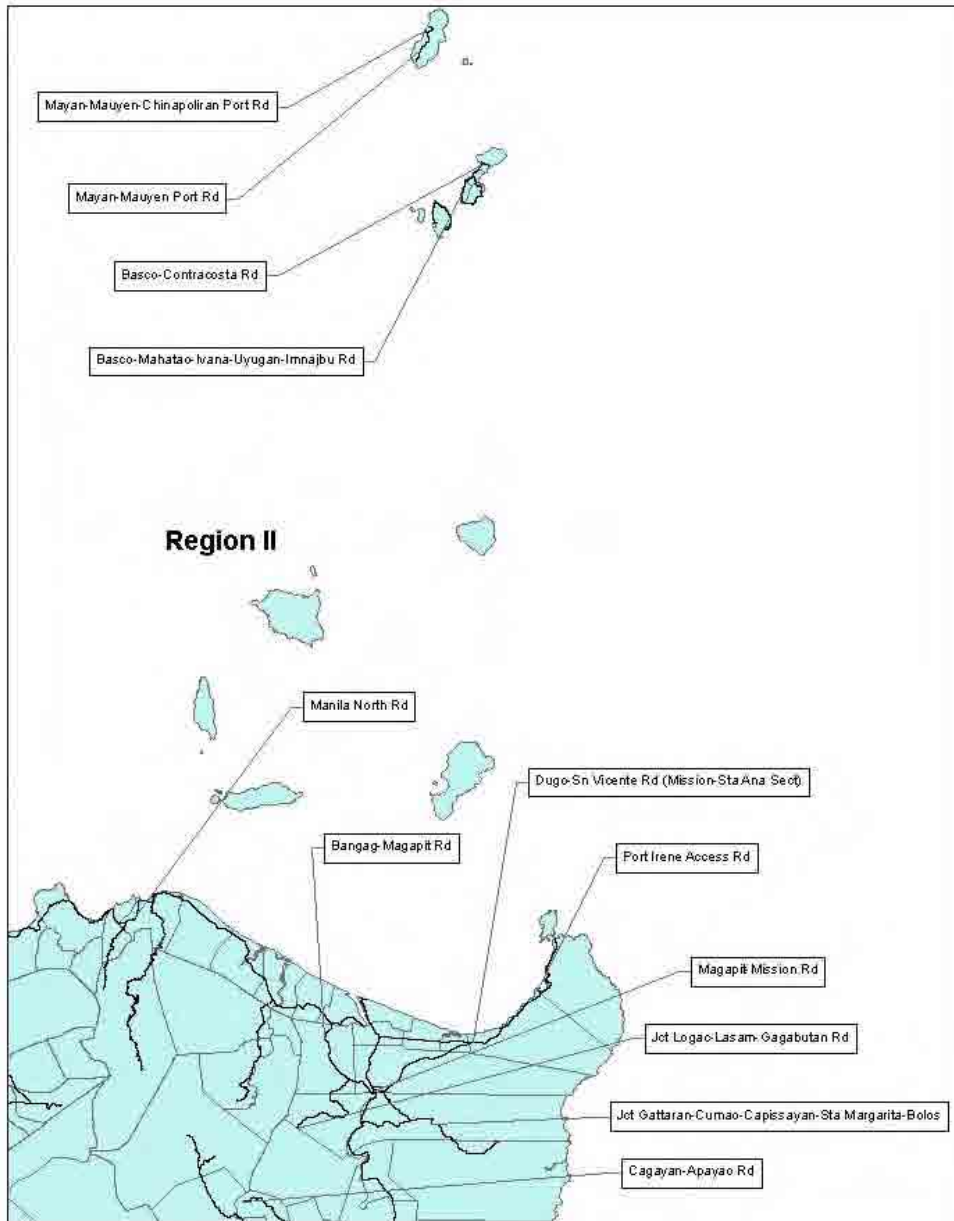 Mayan-Mauyen-Chinapoliran Port Rd
Mayan-Mauyen Port Rd
Basco-Contracosta Rd
Basco-Mahatao-Ivana-Uyugan-Imnajbu Rd
Region II
Manila North Rd
Dugo-Sn Vicente Rd (Mission-Sta Ana Sect)
Bangag-Magapit Rd
Port Irene Access Rd
Magapit-Mission Rd
Jct Logac-Lasam-Gagabutan Rd
Jct Gattaran-Cumao-Capissayan-Sta Margarita-Bolos
Cagayan-Apayao Rd